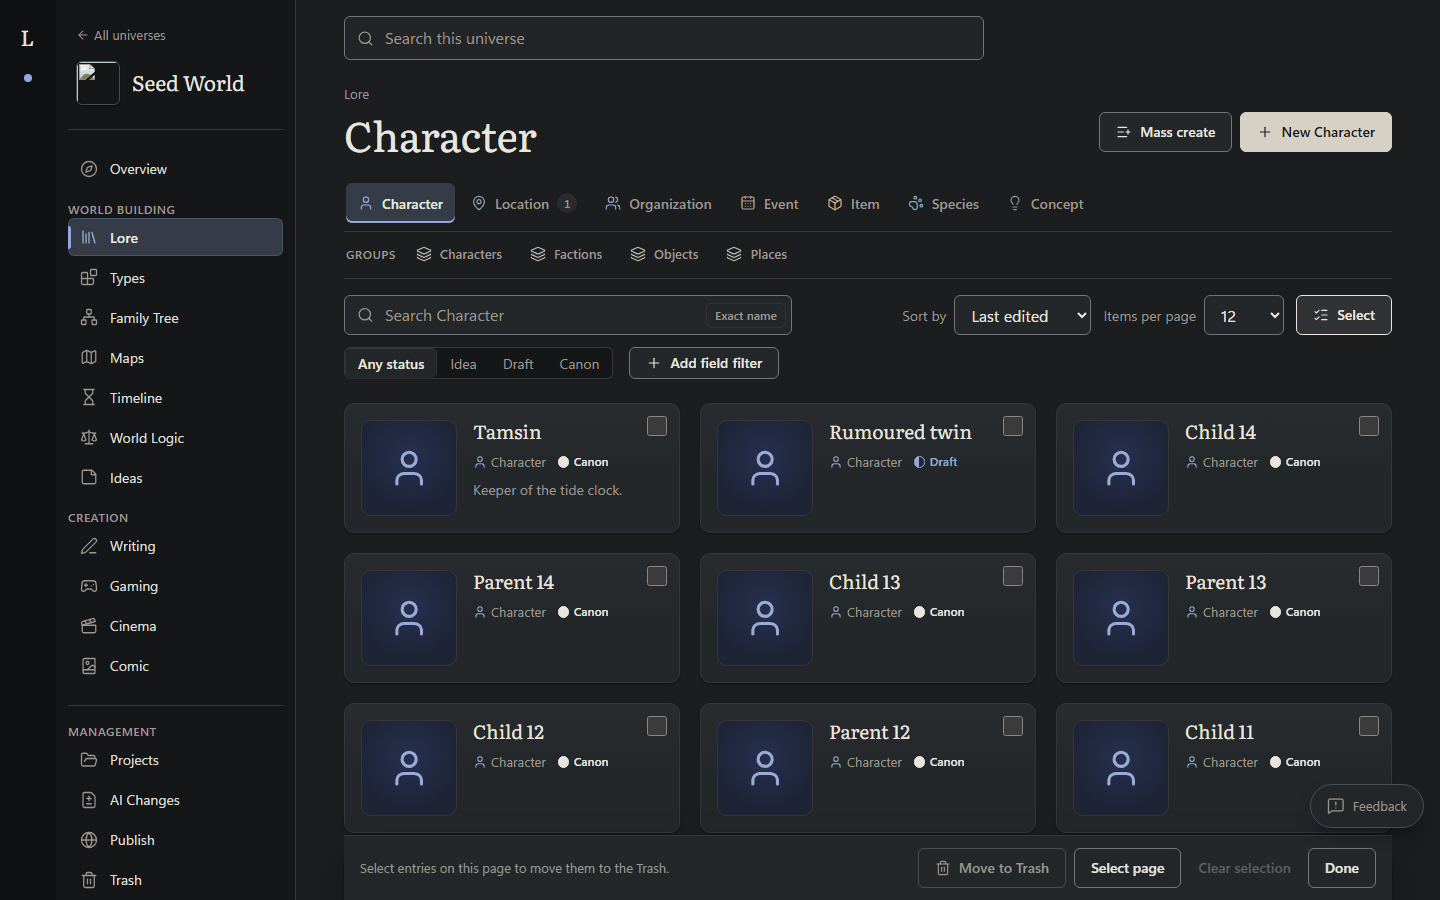 L
All universes
Seed World
Overview
WORLD BUILDING
Lore
Types
Family Tree
Maps
Timeline
World Logic
Ideas
CREATION
Writing
Gaming
Cinema
Comic
MANAGEMENT
Projects
AI Changes
Publish
Trash
Search this universe
Lore
Character
Mass create
New Character
Character
Location 1
Organization
Event
Item
Species
Concept
GROUPS
Characters
Factions
Objects
Places
Search Character
Exact name
Sort by
Last edited
Items per page
12
Select
Any status
Idea
Draft
Canon
Add field filter
Tamsin
Character Canon
Keeper of the tide clock.
Rumoured twin
Character Draft
Child 14
Character Canon
Parent 14
Character Canon
Child 13
Character Canon
Parent 13
Character Canon
Child 12
Character Canon
Parent 12
Character Canon
Child 11
Character Canon
Feedback
Select entries on this page to move them to the Trash.
Move to Trash
Select page
Clear selection
Done